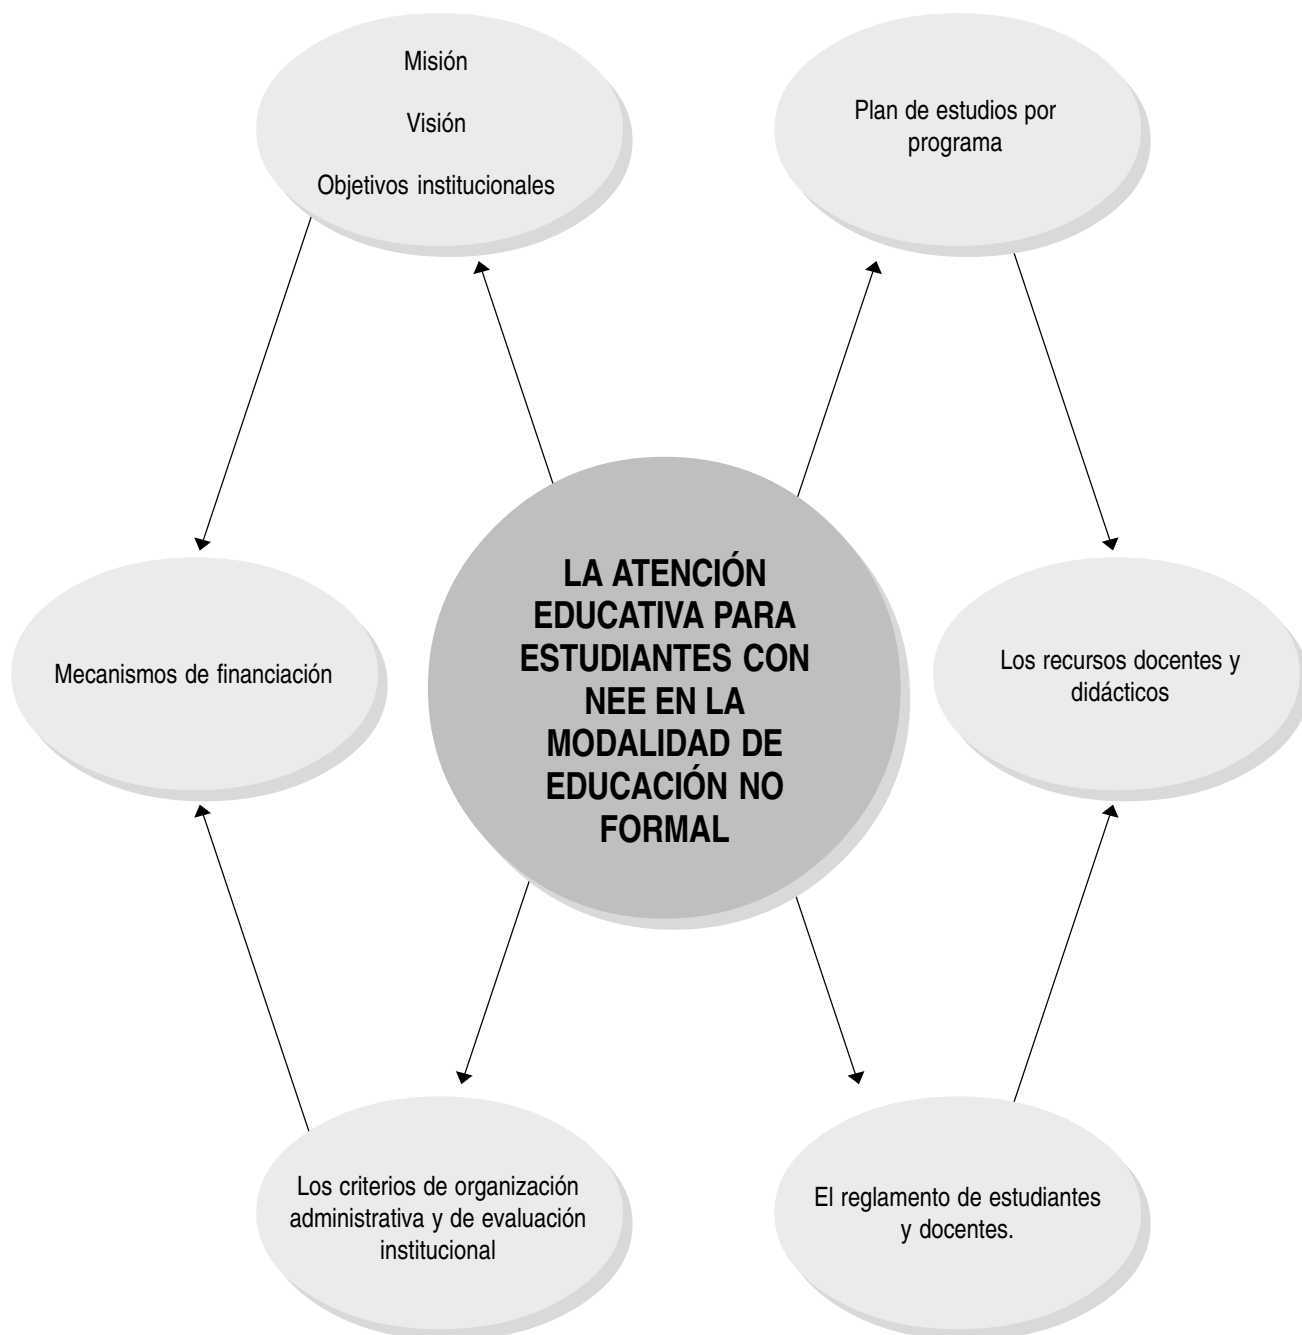 Misión
Visión
Objetivos institucionales
Plan de estudios por
programa
LA ATENCIÓN
EDUCATIVA PARA
ESTUDIANTES CON
NEE EN LA
MODALIDAD DE
EDUCACIÓN NO
FORMAL
Mecanismos de financiación
Los recursos docentes y
didácticos
Los criterios de organización
administrativa y de evaluación
institucional
El reglamento de estudiantes
y docentes.